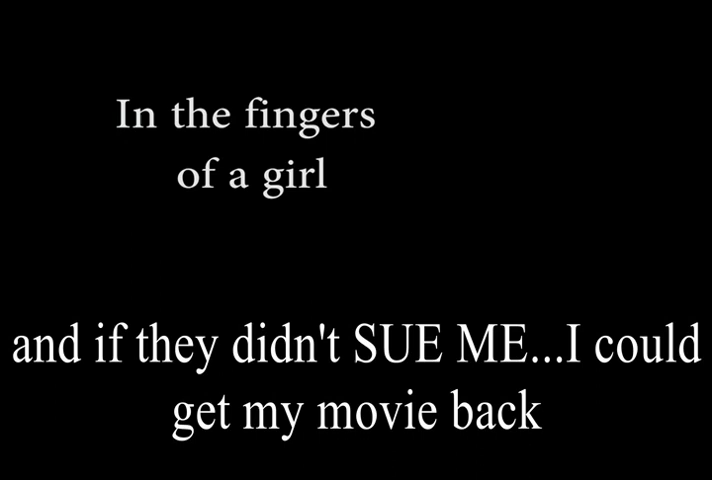 In the fingers
of a girl
and if they didn't SUE ME...I could
get my movie back